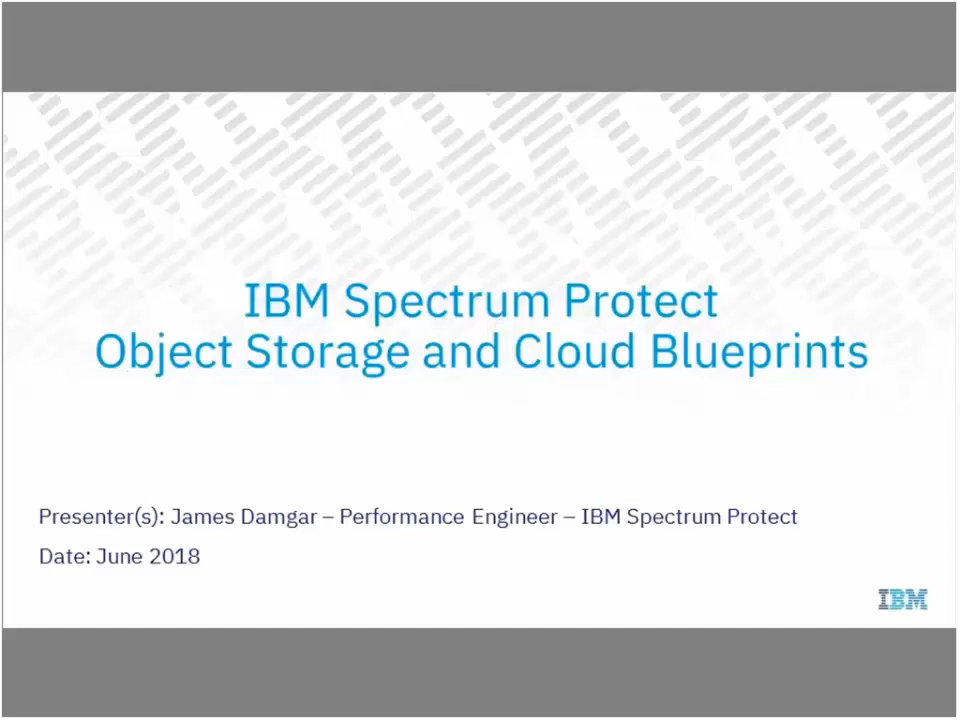 IBM Spectrum Protect
Object Storage and Cloud Blueprints
Presenter(s): James Damgar – Performance Engineer – IBM Spectrum Protect
Date: June 2018
IBM